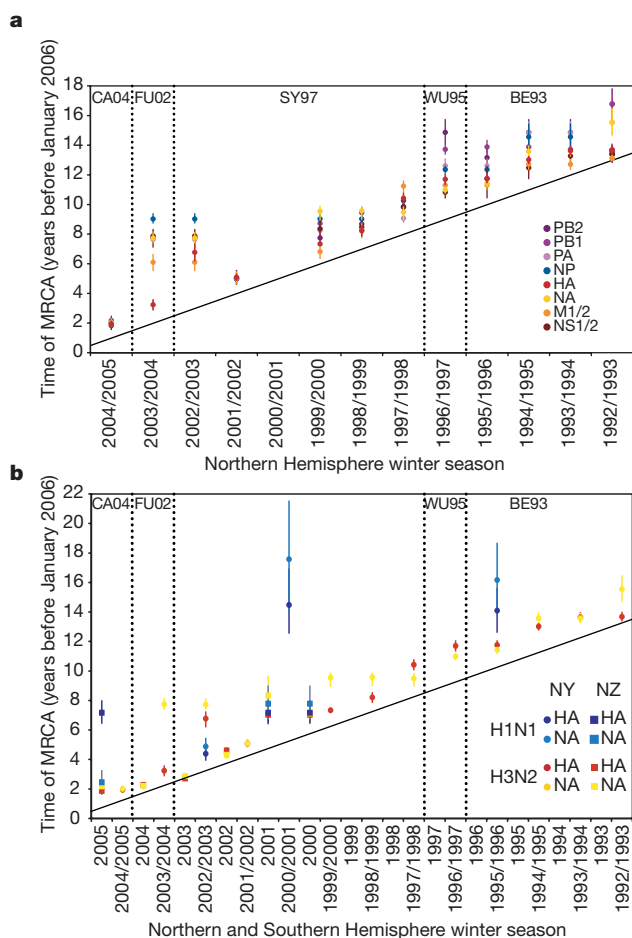 a
Time of MRCA (years before January 2006)
18
16
14
12
10
8
6
4
2
0
CA04 FU02 SY97 WU95 BE93
PB2
PB1
PA
NP
HA
NA
M1/2
NS1/2
2004/2005
2003/2004
2002/2003
2001/2002
2000/2001
1999/2000
1998/1999
1997/1998
1996/1997
1995/1996
1994/1995
1993/1994
1992/1993
Northern Hemisphere winter season
b
Time of MRCA (years before January 2006)
22
20
18
16
14
12
10
8
6
4
2
0
CA04 FU02 WU95 BE93
NY NZ
H1N1 HA HA
NA NA
H3N2 HA HA
NA NA
2005
2004/2005
2004
2003/2004
2003
2002/2003
2002
2001/2002
2001
2000/2001
2000
1999/2000
1999
1998/1999
1998
1997/1998
1997
1996/1997
1996
1995/1996
1995
1994/1995
1994
1993/1994
1993
1992/1993
Northern and Southern Hemisphere winter season